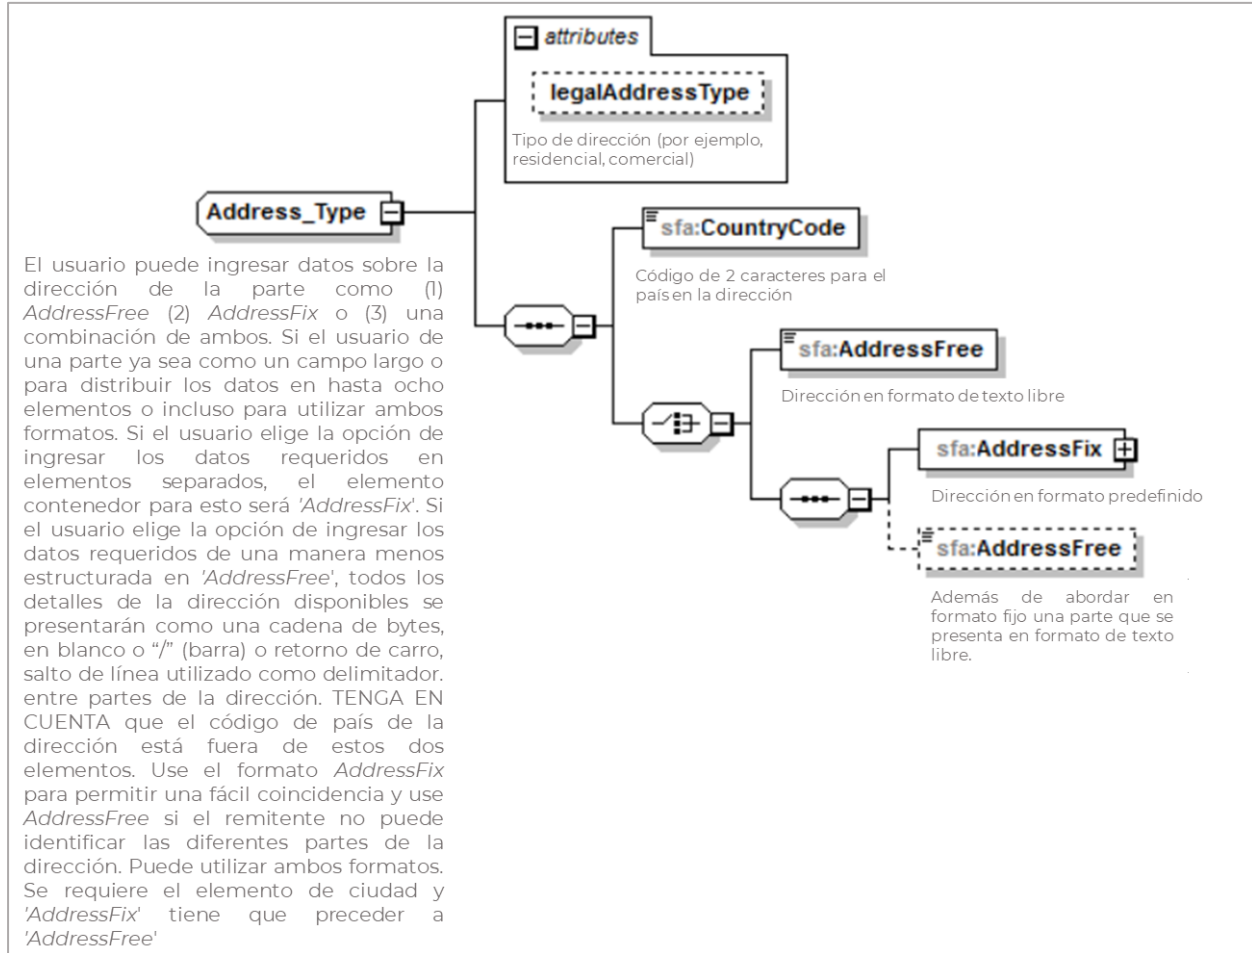 attributes
legalAddressType
Tipo de dirección (por ejemplo,
residencial, comercial)
Address_Type
sfa:CountryCode
Código de 2 caracteres para el
país en la dirección
El usuario puede ingresar datos sobre la
dirección de la parte como (1)
AddressFree (2) AddressFix o (3) una
combinación de ambos. Si el usuario de
una parte ya sea como un campo largo o
para distribuir los datos en hasta ocho
elementos o incluso para utilizar ambos
formatos. Si el usuario elige la opción de
ingresar los datos requeridos en
elementos separados, el elemento
contenedor para esto será 'AddressFix'. Si
el usuario elige la opción de ingresar los
datos requeridos de una manera menos
estructurada en 'AddressFree', todos los
detalles de la dirección disponibles se
presentarán como una cadena de bytes,
en blanco o “/” (barra) o retorno de carro,
salto de línea utilizado como delimitador.
entre partes de la dirección. TENGA EN
CUENTA que el código de país de la
dirección está fuera de estos dos
elementos. Use el formato AddressFix
para permitir una fácil coincidencia y use
AddressFree si el remitente no puede
identificar las diferentes partes de la
dirección. Puede utilizar ambos formatos.
Se requiere el elemento de ciudad y
'AddressFix' tiene que preceder a
'AddressFree'
sfa:AddressFree
Dirección en formato de texto libre
sfa:AddressFix
Dirección en formato predefinido
sfa:AddressFree
Además de abordar en
formato fijo una parte que se
presenta en formato de texto
libre.